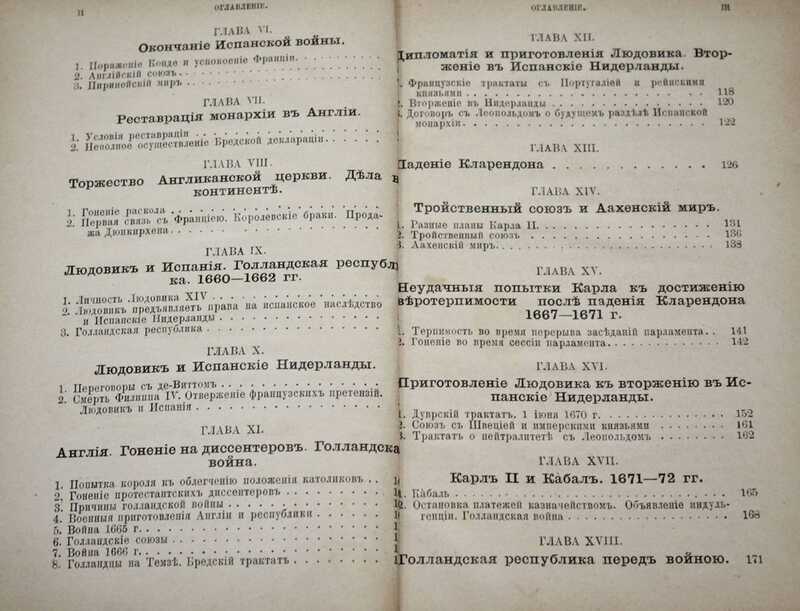 II
ОГЛАВЛЕНІЕ.
ГЛАВА VI.
Окончаніе Испанской войны.
1. Пораженіе Конде и успокоеніе Франціи.
2. Англійскій союзъ
3. Пиринейскій миръ
ГЛАВА VII.
Реставрація монархіи въ Англіи.
1. Условія реставраціи
2. Неполное осуществленіе Бредской деклараціи.
ГЛАВА VIII.
Торжество Англиканской церкви. Дѣла
континентѣ.
1. Гоненіе раскола
2. Первая связь съ Франціею. Королевскіе браки. Прода-
жа Дюнкирхена
ГЛАВА IX.
Людовикъ и Испанія. Голландская республи
ка. 1660—1662 гг.
1. Личность Людовика XIV
2. Людовикъ предъявляетъ права на испанское наслѣдство
и Испанскіе Нидерланды
3. Голландская республика
ГЛАВА X.
Людовикъ и Испанскіе Нидерланды.
1. Переговоры съ де-Виттомъ
2. Смерть Филиппа IV. Отверженіе французскихъ претензій.
Людовикъ и Испанія
ГЛАВА XI.
Англія. Гоненіе на диссентеровъ. Голландска
война.
1. Попытка короля къ облегченію положенія католиковъ
2. Гоненіе протестантскихъ диссентеровъ
3. Причины голландской войны
4. Военныя приготовленія Англіи и республики
5. Война 1665 г.
6. Голландскіе союзы
7. Война 1666 г.
8. Голландцы на Темзѣ. Бредскій трактатъ
ОГЛАВЛЕНІЕ. III
ГЛАВА XII.
Дипломатія и приготовленія Людовика. Втор-
женіе въ Испанскіе Нидерланды.
1. Французскіе трактаты съ Португаліей и рейнскими
князьями 118
2. Вторженіе въ Нидерланды 120
3. Договоръ съ Леопольдомъ о будущемъ раздѣлѣ Испанской
монархіи 122
ГЛАВА XIII.
Паденіе Кларендона 126
ГЛАВА XIV.
Тройственный союзъ и Аахенскій миръ.
1. Разные планы Карла II. 131
2. Тройственный союзъ 136
3. Аахенскій миръ. 138
ГЛАВА XV.
Неудачныя попытки Карла къ достиженію
вѣротерпимости послѣ паденія Кларендона
1667—1671 г.
1. Терпимость во время перерыва засѣданій парламента. 141
2. Гоненіе во время сессіи парламента. 142
ГЛАВА XVI.
Приготовленіе Людовика къ вторженію въ Ис-
панскіе Нидерланды.
1. Дуврскій трактатъ. 1 іюня 1670 г. 152
2. Союзъ съ Швеціей и имперскими князьями 161
3. Трактатъ о нейтралитетѣ съ Леопольдомъ 162
ГЛАВА XVII.
Карлъ II и Кабалъ. 1671—72 гг.
1. Кабаль 165
2. Остановка платежей казначействомъ. Объявленіе индуль-
генціи. Голландская война 168
ГЛАВА XVIII.
Голландская республика передъ войною. 171